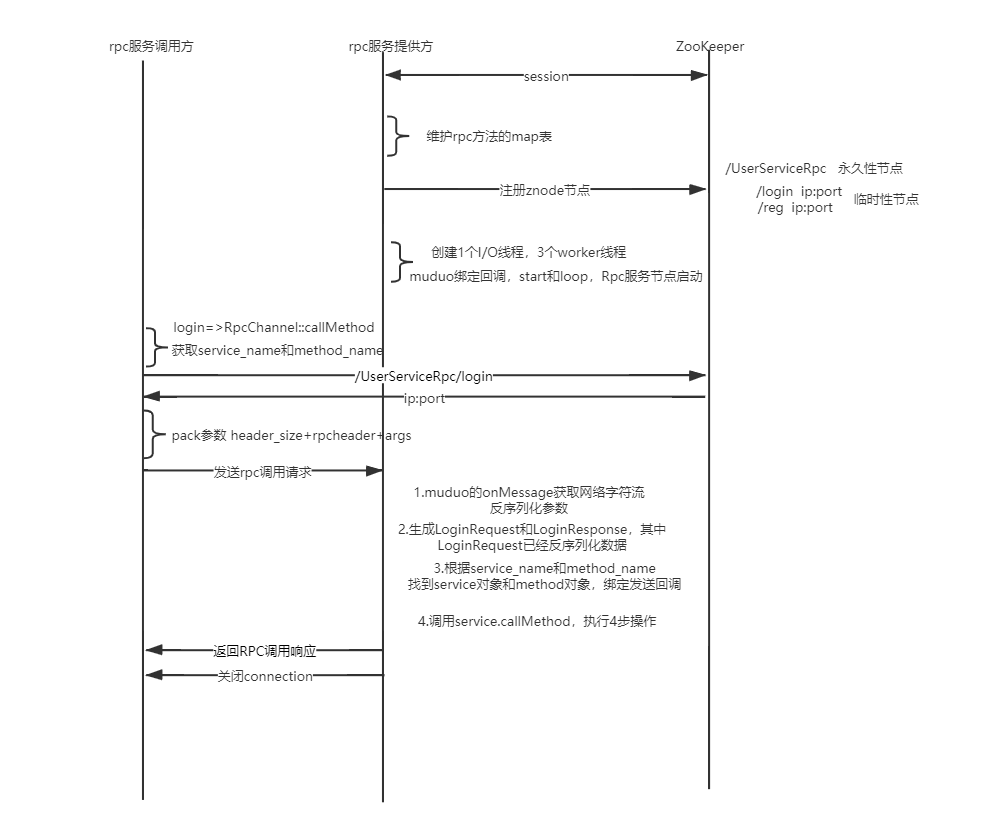 rpc服务调用方
rpc服务提供方
ZooKeeper
session
维护rpc方法的map表
/UserServiceRpc 永久性节点
注册znode节点
/login ip:port
/reg ip:port
临时性节点
创建1个I/O线程，3个worker线程
muduo绑定回调，start和loop，Rpc服务节点启动
login=>RpcChannel::callMethod
获取service_name和method_name
/UserServiceRpc/login
ip:port
pack参数 header_size+rpcheader+args
发送rpc调用请求
1.muduo的onMessage获取网络字符流
反序列化参数
2.生成LoginRequest和LoginResponse，其中
LoginRequest已经反序列化数据
3.根据service_name和method_name
找到service对象和method对象，绑定发送回调
4.调用service.callMethod，执行4步操作
返回RPC调用响应
关闭connection